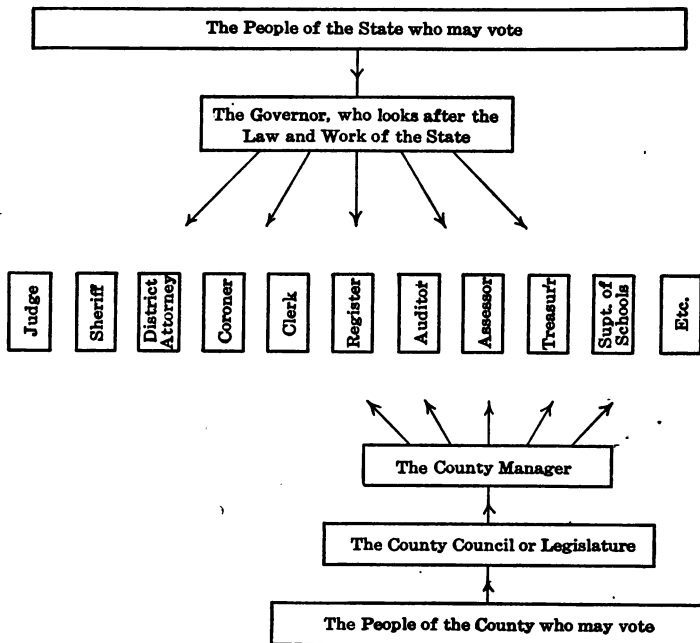 The People of the State who may vote
The Governor, who looks after the
Law and Work of the State
Judge
Sheriff
District
Attorney
Coroner
Clerk
Register
Auditor
Assessor
Treasur'r
Supt. of
Schools
Etc.
The County Manager
The County Council or Legislature
The People of the County who may vote